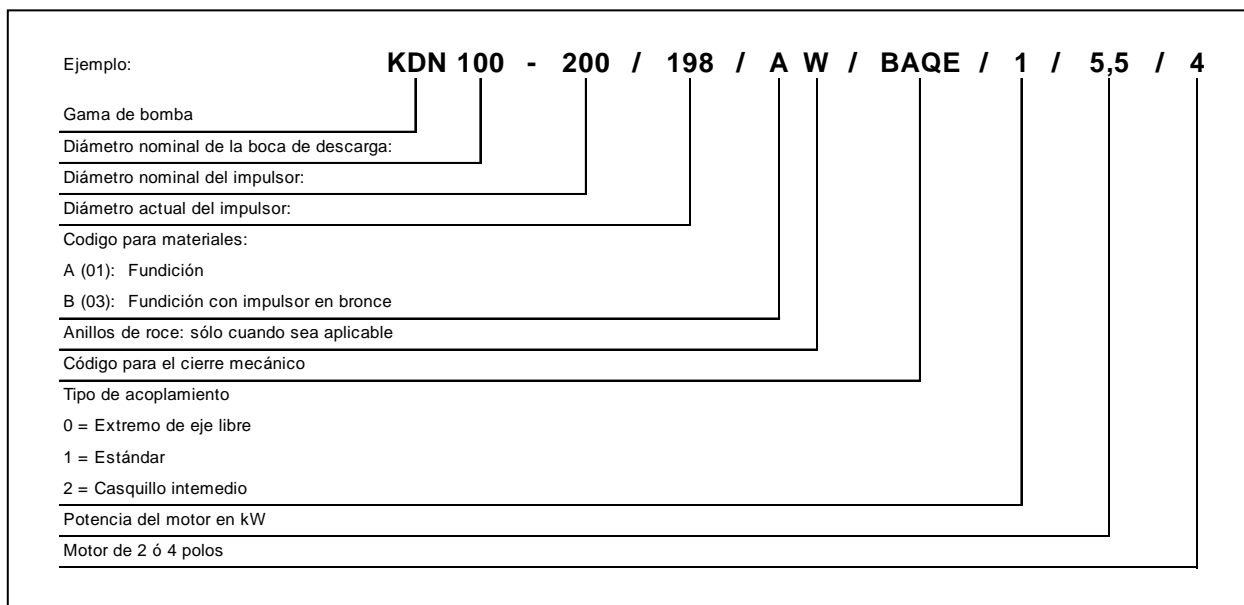 Ejemplo: KDN 100 - 200 / 198 / A W / BAQE / 1 / 5,5 / 4
Gama de bomba
Diámetro nominal de la boca de descarga:
Diámetro nominal del impulsor:
Diámetro actual del impulsor:
Codigo para materiales:
A (01): Fundición
B (03): Fundición con impulsor en bronce
Anillos de roce: sólo cuando sea aplicable
Código para el cierre mecánico
Tipo de acoplamiento
0 = Extremo de eje libre
1 = Estándar
2 = Casquillo intemedio
Potencia del motor en kW
Motor de 2 ó 4 polos